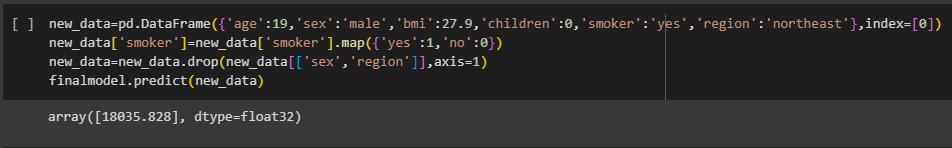 [ ] new_data=pd.DataFrame({'age':19,'sex':'male','bmi':27.9,'children':0,'smoker':'yes','region':'northeast'},index=[0])
new_data['smoker']=new_data['smoker'].map({'yes':1,'no':0})
new_data=new_data.drop(new_data[['sex','region']],axis=1)
finalmodel.predict(new_data)
array([18035.828], dtype=float32)